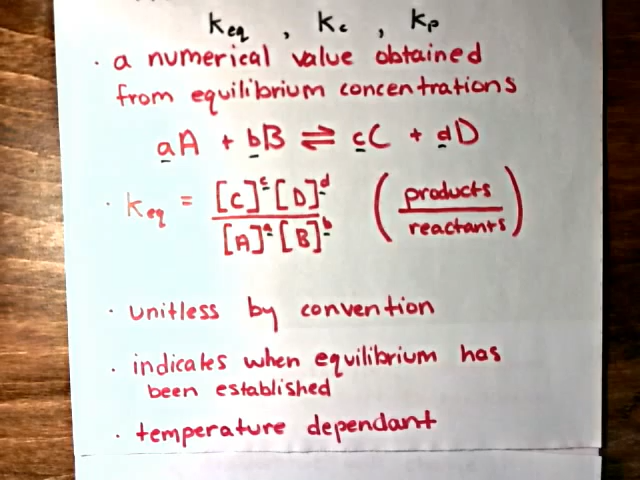 Keq , Kc , Kp
· a numerical value obtained
from equilibrium concentrations
aA + bB ⇌ cC + dD
· Keq = [C]^c [D]^d / [A]^a [B]^b (products / reactants)
· unitless by convention
· indicates when equilibrium has
been established
· temperature dependant